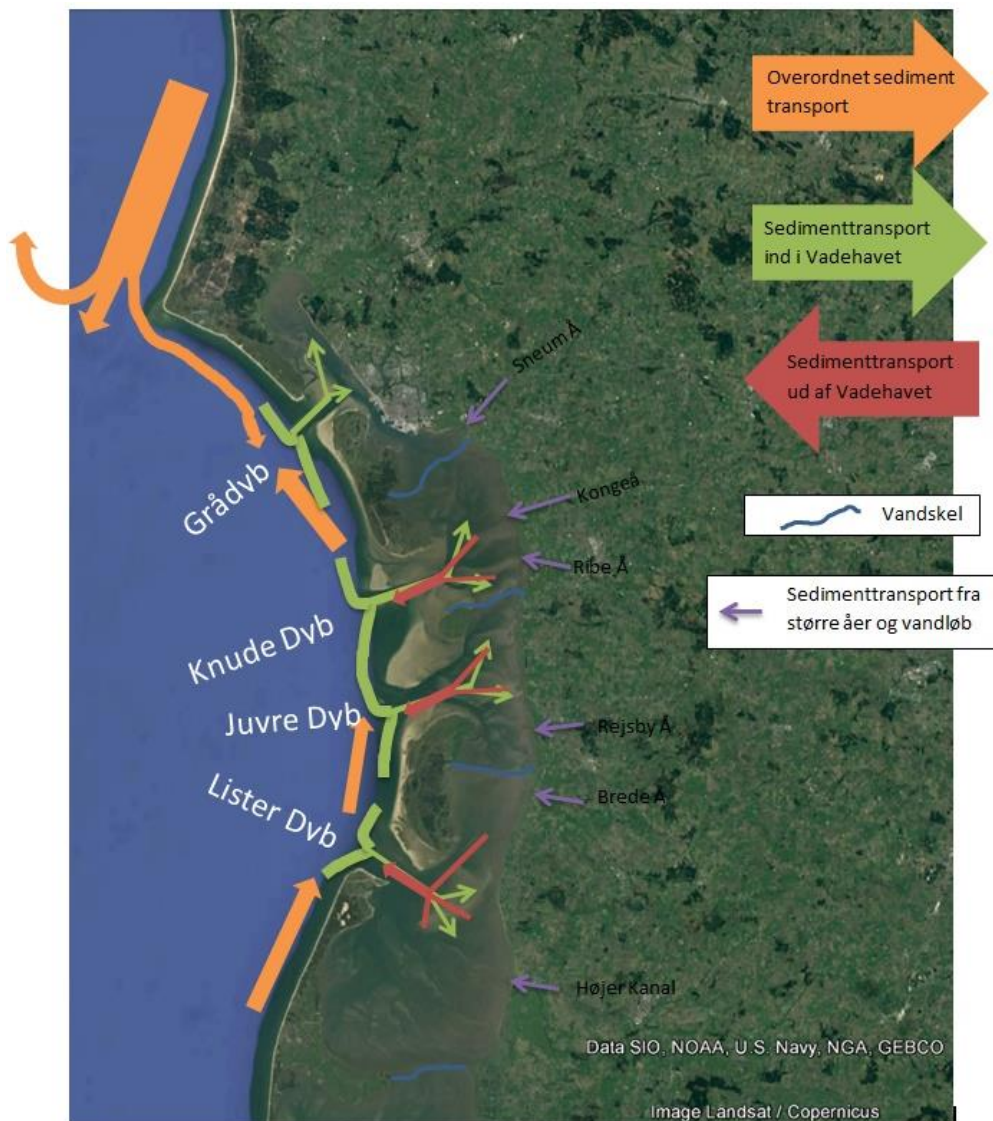 Overordnet sediment
transport
Sedimenttransport
ind i Vadehavet
Sedimenttransport
ud af Vadehavet
Sneum Å
Grådyb
Kongeå
Vandskel
Ribe Å
Sedimenttransport fra
større åer og vandløb
Knude Dyb
Juvre Dyb
Rejsby Å
Lister Dyb
Brede Å
Højer Kanal
Data SIO, NOAA, U.S. Navy, NGA, GEBCO
Image Landsat / Copernicus